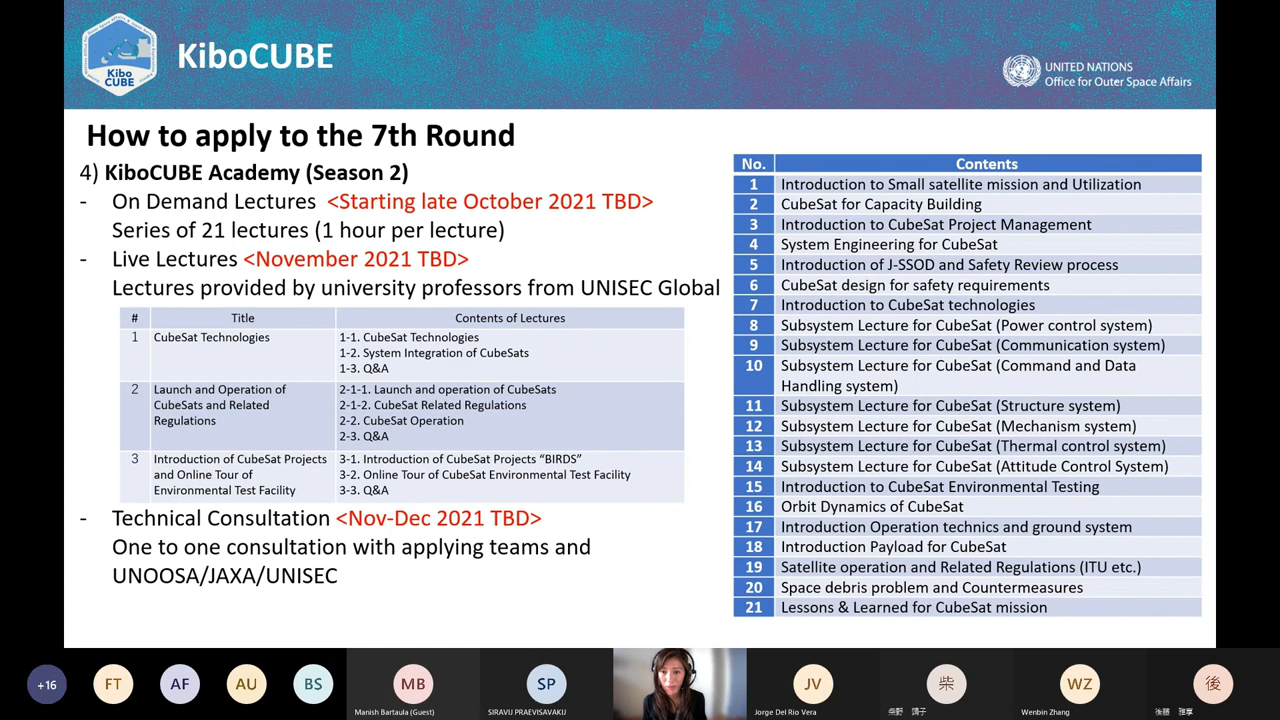 Kibo
CUBE
KiboCUBE
UNITED NATIONS
Office for Outer Space Affairs
How to apply to the 7th Round
4) KiboCUBE Academy (Season 2)
- On Demand Lectures <Starting late October 2021 TBD>
Series of 21 lectures (1 hour per lecture)
- Live Lectures <November 2021 TBD>
Lectures provided by university professors from UNISEC Global
# Title Contents of Lectures
1 CubeSat Technologies 1-1. CubeSat Technologies
1-2. System Integration of CubeSats
1-3. Q&A
2 Launch and Operation of 2-1-1. Launch and operation of CubeSats
CubeSats and Related 2-1-2. CubeSat Related Regulations
Regulations 2-2. CubeSat Operation
2-3. Q&A
3 Introduction of CubeSat Projects 3-1. Introduction of CubeSat Projects “BIRDS”
and Online Tour of 3-2. Online Tour of CubeSat Environmental Test Facility
Environmental Test Facility 3-3. Q&A
- Technical Consultation <Nov-Dec 2021 TBD>
One to one consultation with applying teams and
UNOOSA/JAXA/UNISEC
No. Contents
1 Introduction to Small satellite mission and Utilization
2 CubeSat for Capacity Building
3 Introduction to CubeSat Project Management
4 System Engineering for CubeSat
5 Introduction of J-SSOD and Safety Review process
6 CubeSat design for safety requirements
7 Introduction to CubeSat technologies
8 Subsystem Lecture for CubeSat (Power control system)
9 Subsystem Lecture for CubeSat (Communication system)
10 Subsystem Lecture for CubeSat (Command and Data
Handling system)
11 Subsystem Lecture for CubeSat (Structure system)
12 Subsystem Lecture for CubeSat (Mechanism system)
13 Subsystem Lecture for CubeSat (Thermal control system)
14 Subsystem Lecture for CubeSat (Attitude Control System)
15 Introduction to CubeSat Environmental Testing
16 Orbit Dynamics of CubeSat
17 Introduction Operation technics and ground system
18 Introduction Payload for CubeSat
19 Satellite operation and Related Regulations (ITU etc.)
20 Space debris problem and Countermeasures
21 Lessons & Learned for CubeSat mission
+16 FT AF AU BS MB SP JV 柴 WZ 後
Manish Bartaula (Guest) SIRAVIJ PRAEVISAVAKIJ Jorge Del Rio Vera Wenbin Zhang